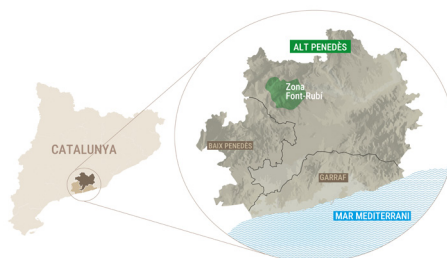 ALT PENEDÈS
Zona
Font-Rubí
CATALUNYA
BAIX PENEDÈS
GARRAF
MAR MEDITERRANI